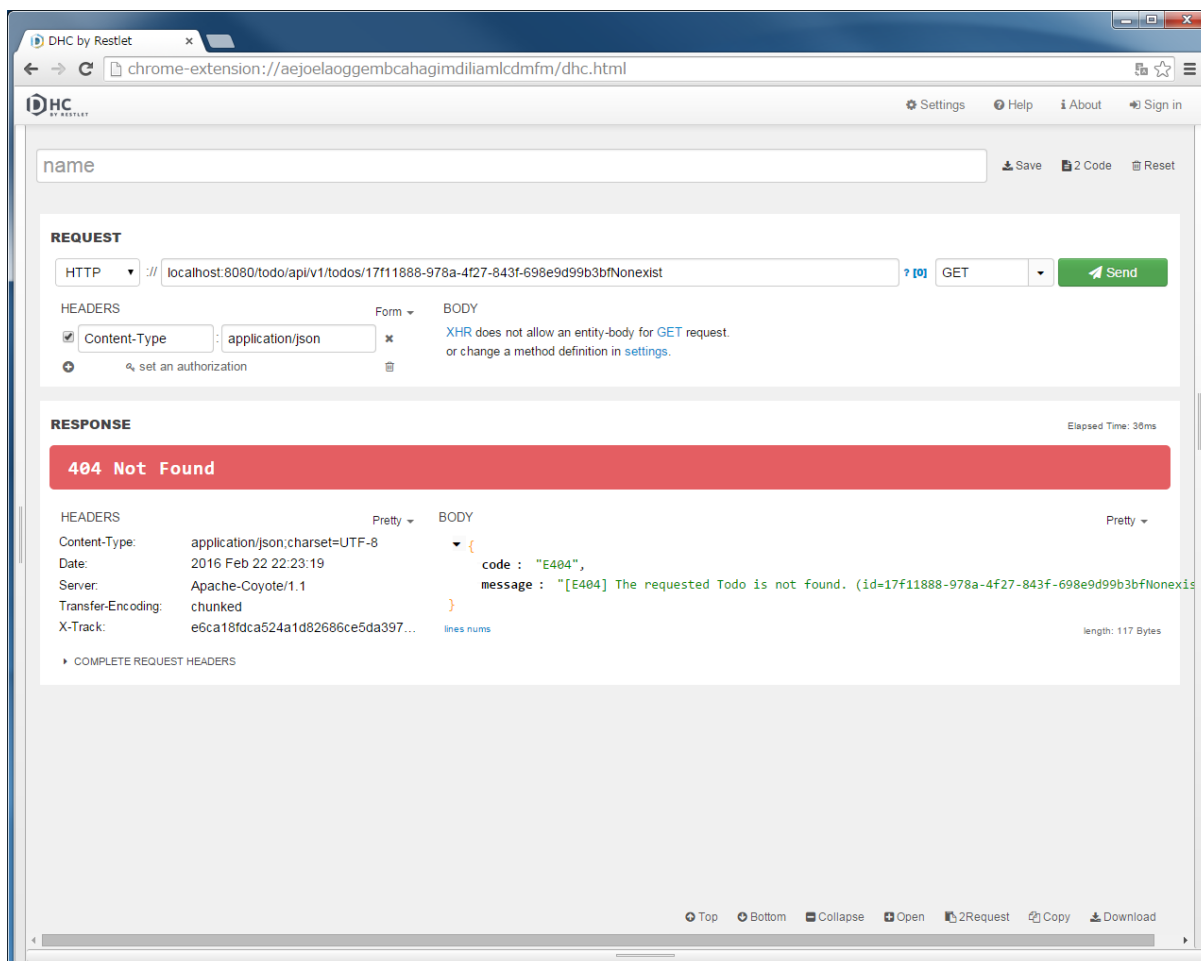 DHC by Restlet
chrome-extension://aejoelaoggembcahagimdiliamlcdmfm/dhc.html
DHC BY RESTLET Settings Help About Sign in
name Save 2 Code Reset
REQUEST
HTTP :// localhost:8080/todo/api/v1/todos/17f11888-978a-4f27-843f-698e9d99b3bfNonexist ? [0] GET Send
HEADERS Form BODY
Content-Type : application/json XHR does not allow an entity-body for GET request.
or change a method definition in settings.
set an authorization
RESPONSE Elapsed Time: 36ms
404 Not Found
HEADERS Pretty BODY Pretty
Content-Type: application/json;charset=UTF-8 {
Date: 2016 Feb 22 22:23:19 code : "E404",
Server: Apache-Coyote/1.1 message : "[E404] The requested Todo is not found. (id=17f11888-978a-4f27-843f-698e9d99b3bfNonexis
Transfer-Encoding: chunked }
X-Track: e6ca18fdca524a1d82686ce5da397... lines nums length: 117 Bytes
COMPLETE REQUEST HEADERS
Top Bottom Collapse Open 2Request Copy Download